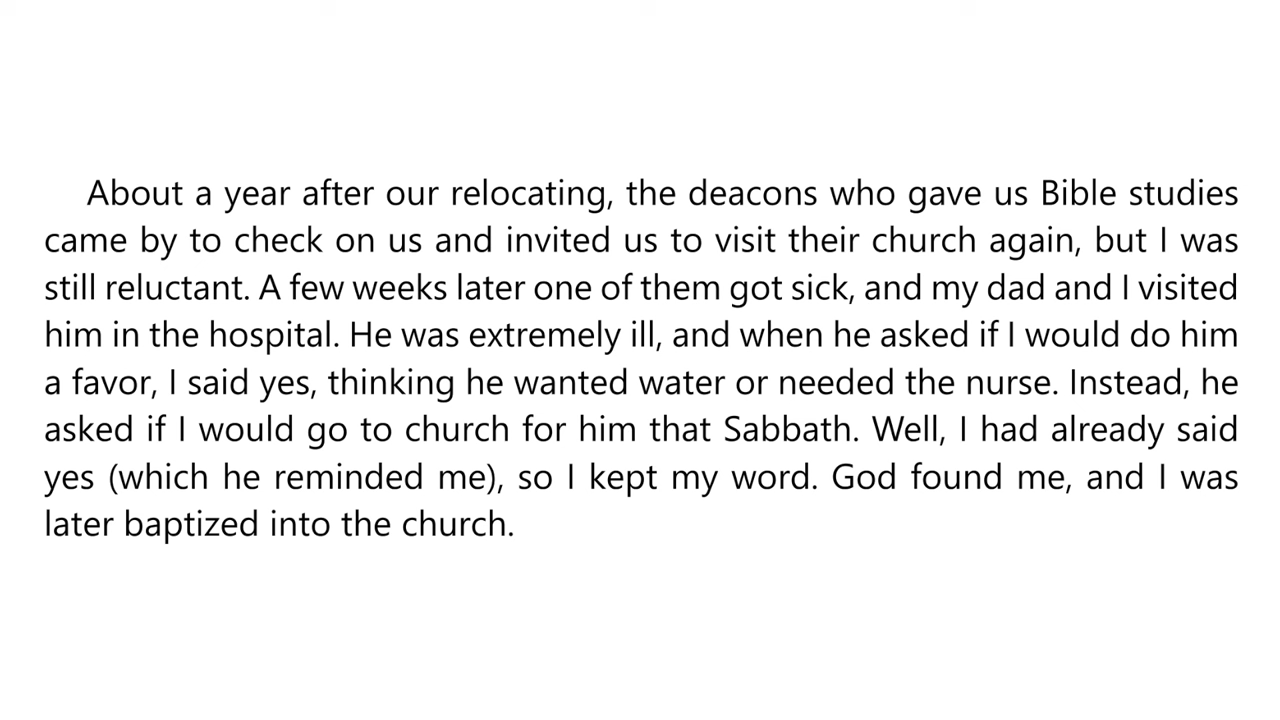 About a year after our relocating, the deacons who gave us Bible studies
came by to check on us and invited us to visit their church again, but I was
still reluctant. A few weeks later one of them got sick, and my dad and I visited
him in the hospital. He was extremely ill, and when he asked if I would do him
a favor, I said yes, thinking he wanted water or needed the nurse. Instead, he
asked if I would go to church for him that Sabbath. Well, I had already said
yes (which he reminded me), so I kept my word. God found me, and I was
later baptized into the church.